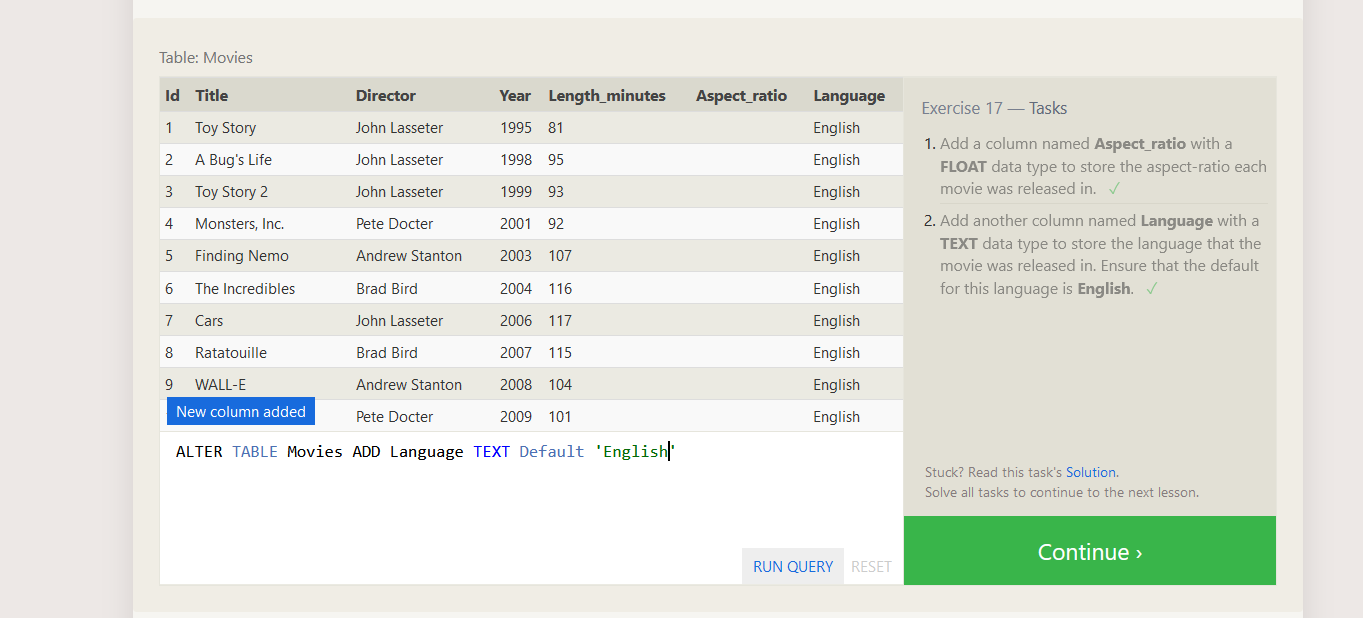 Table: Movies
Id Title Director Year Length_minutes Aspect_ratio Language
1 Toy Story John Lasseter 1995 81 English
2 A Bug's Life John Lasseter 1998 95 English
3 Toy Story 2 John Lasseter 1999 93 English
4 Monsters, Inc. Pete Docter 2001 92 English
5 Finding Nemo Andrew Stanton 2003 107 English
6 The Incredibles Brad Bird 2004 116 English
7 Cars John Lasseter 2006 117 English
8 Ratatouille Brad Bird 2007 115 English
9 WALL-E Andrew Stanton 2008 104 English
New column added Pete Docter 2009 101 English
ALTER TABLE Movies ADD Language TEXT Default 'English'
RUN QUERY RESET
Exercise 17 — Tasks
1. Add a column named Aspect_ratio with a
FLOAT data type to store the aspect-ratio each
movie was released in. ✓
2. Add another column named Language with a
TEXT data type to store the language that the
movie was released in. Ensure that the default
for this language is English. ✓
Stuck? Read this task's Solution.
Solve all tasks to continue to the next lesson.
Continue ›